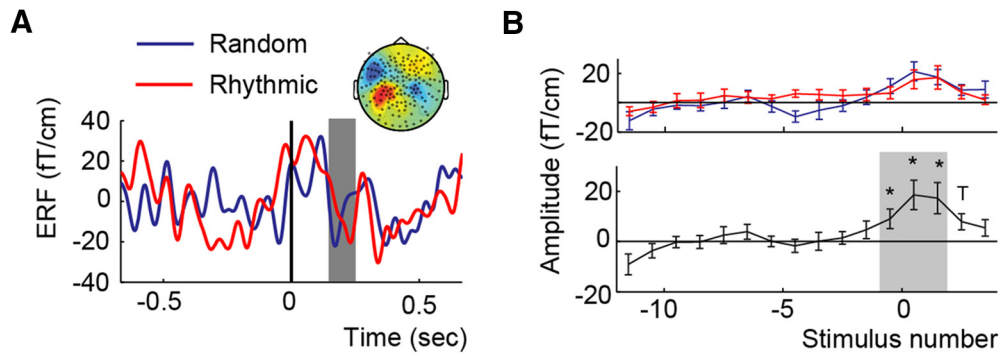 A
Random
Rhythmic
ERF (fT/cm)
40
20
0
-20
-40
-0.5
0
0.5
Time (sec)
B
Amplitude (fT/cm)
20
-20
20
0
-20
* * * T
-10
-5
0
Stimulus number